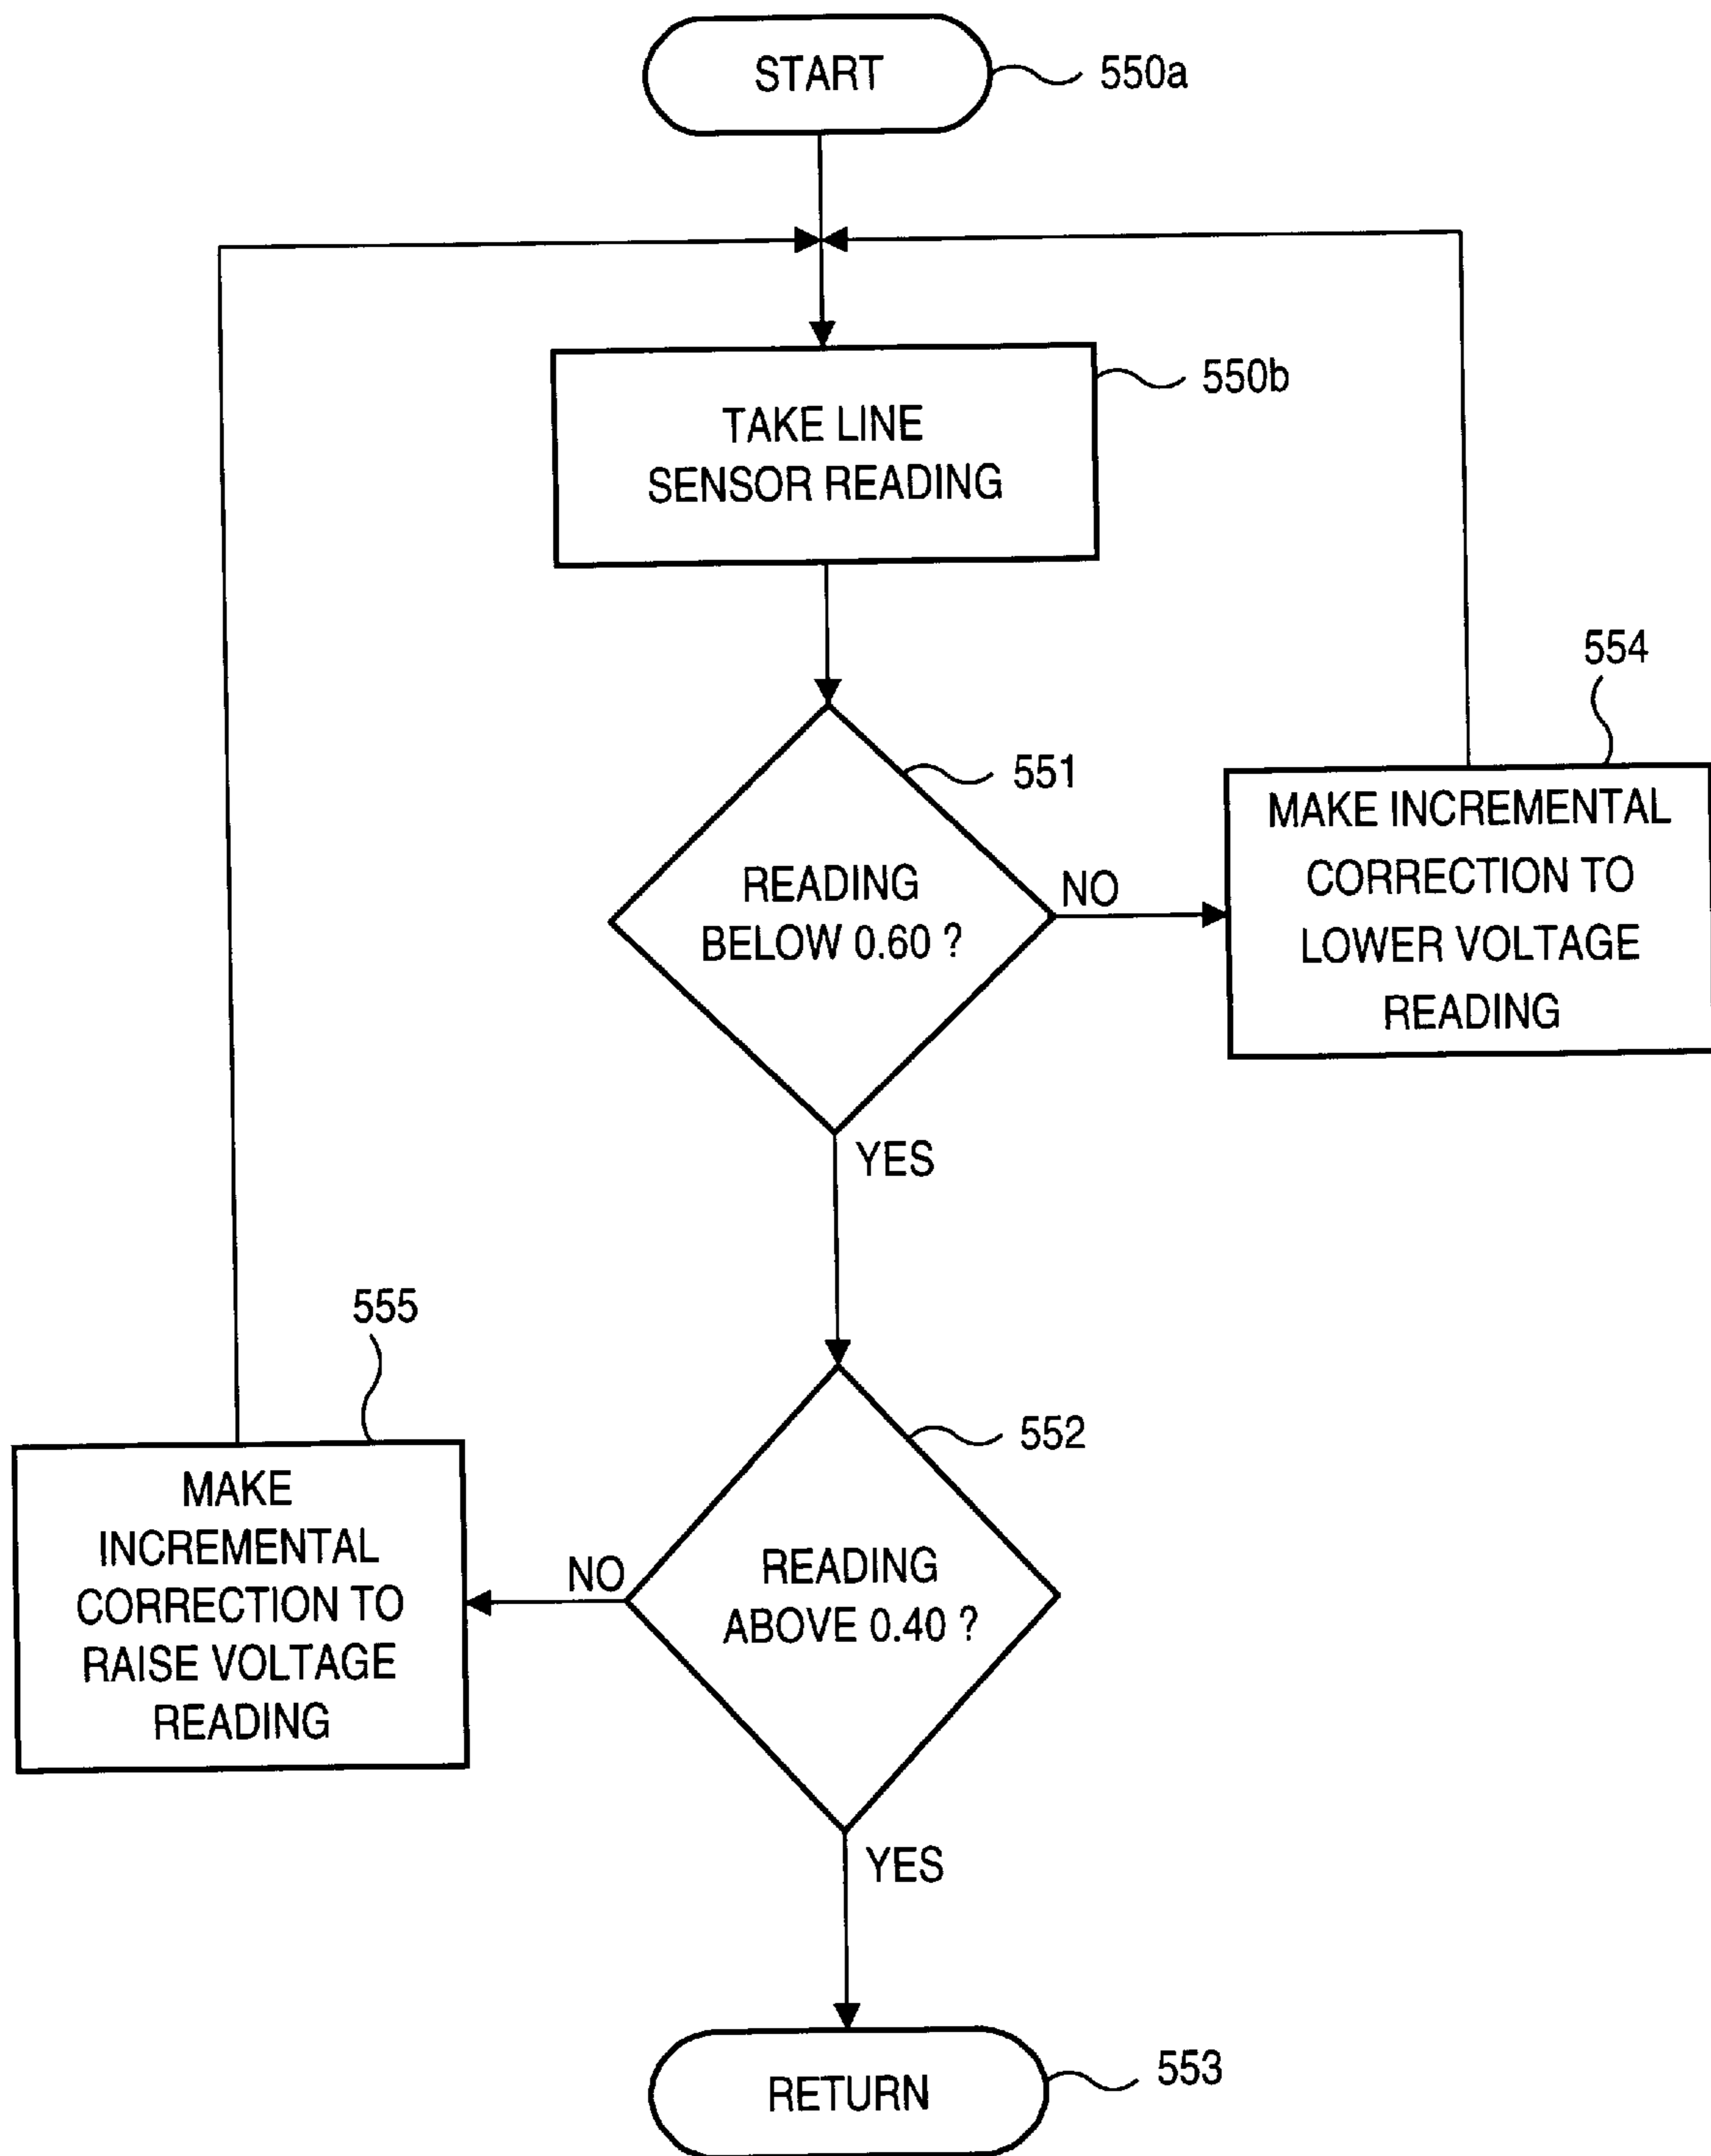 START
550a
TAKE LINE
SENSOR READING
550b
551
READING
BELOW 0.60 ?
NO
554
MAKE INCREMENTAL
CORRECTION TO
LOWER VOLTAGE
READING
YES
552
READING
ABOVE 0.40 ?
NO
555
MAKE
INCREMENTAL
CORRECTION TO
RAISE VOLTAGE
READING
YES
RETURN
553